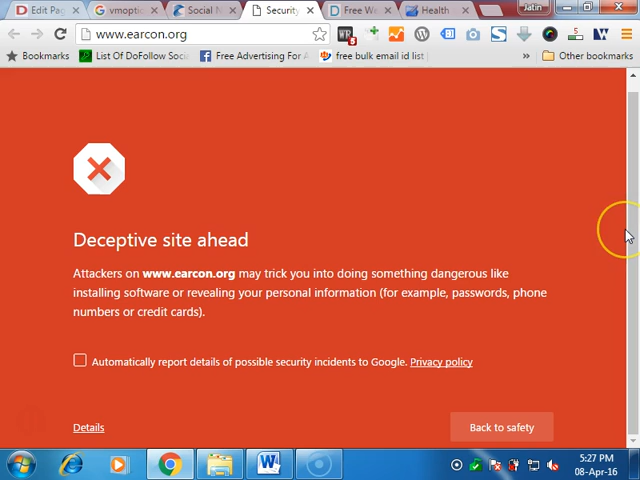 Edit Pag
vmoptic
Social N
Security
Free We
Health
Jatin
www.earcon.org
WR
5
5
W
Bookmarks
List Of DoFollow Soci
Free Advertising For A
free bulk email id list |
»
Other bookmarks
Deceptive site ahead
Attackers on www.earcon.org may trick you into doing something dangerous like
installing software or revealing your personal information (for example, passwords, phone
numbers or credit cards).
Automatically report details of possible security incidents to Google. Privacy policy
Details
Back to safety
5:27 PM
08-Apr-16